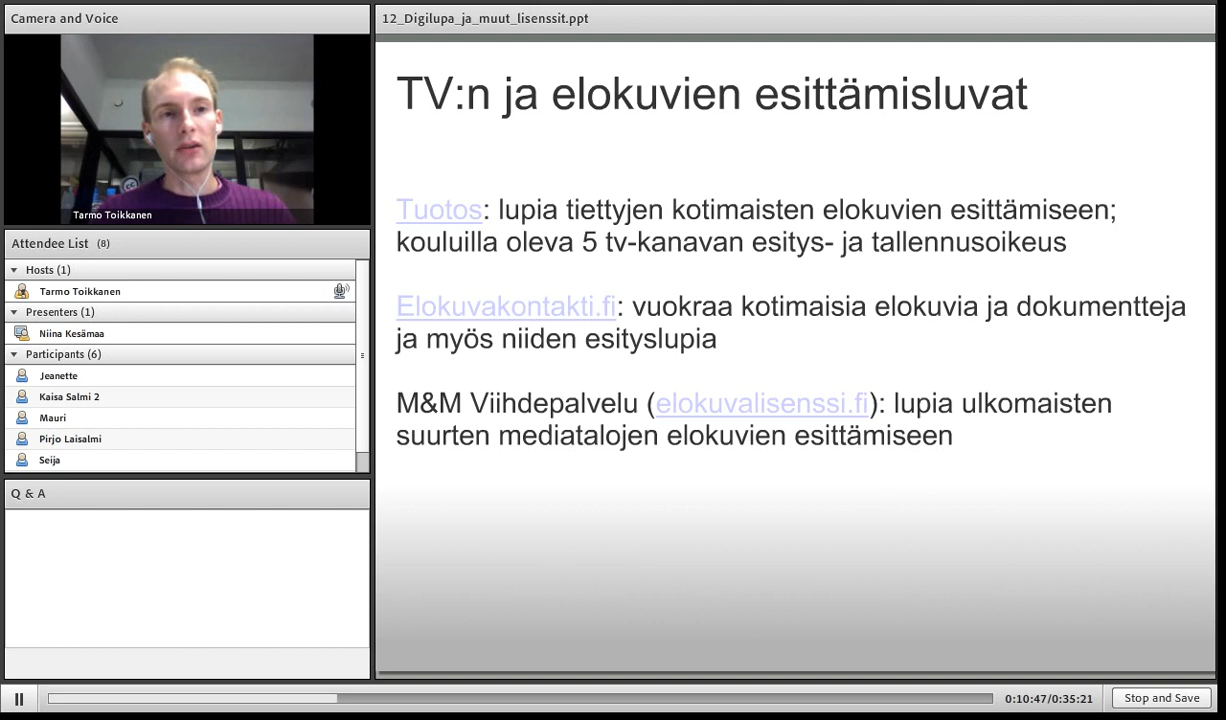 Camera and Voice
Tarmo Toikkanen
Attendee List (8)
Hosts (1)
Tarmo Toikkanen
Presenters (1)
Niina Kesämaa
Participants (6)
Jeanette
Kaisa Salmi 2
Mauri
Pirjo Laisalmi
Seija
Q & A
12_Digilupa_ja_muut_lisenssit.ppt
TV:n ja elokuvien esittämisluvat
Tuotos: lupia tiettyjen kotimaisten elokuvien esittämiseen;
kouluilla oleva 5 tv-kanavan esitys- ja tallennusoikeus
Elokuvakontakti.fi: vuokraa kotimaisia elokuvia ja dokumentteja
ja myös niiden esityslupia
M&M Viihdepalvelu (elokuvalisenssi.fi): lupia ulkomaisten
suurten mediatalojen elokuvien esittämiseen
0:10:47/0:35:21
Stop and Save